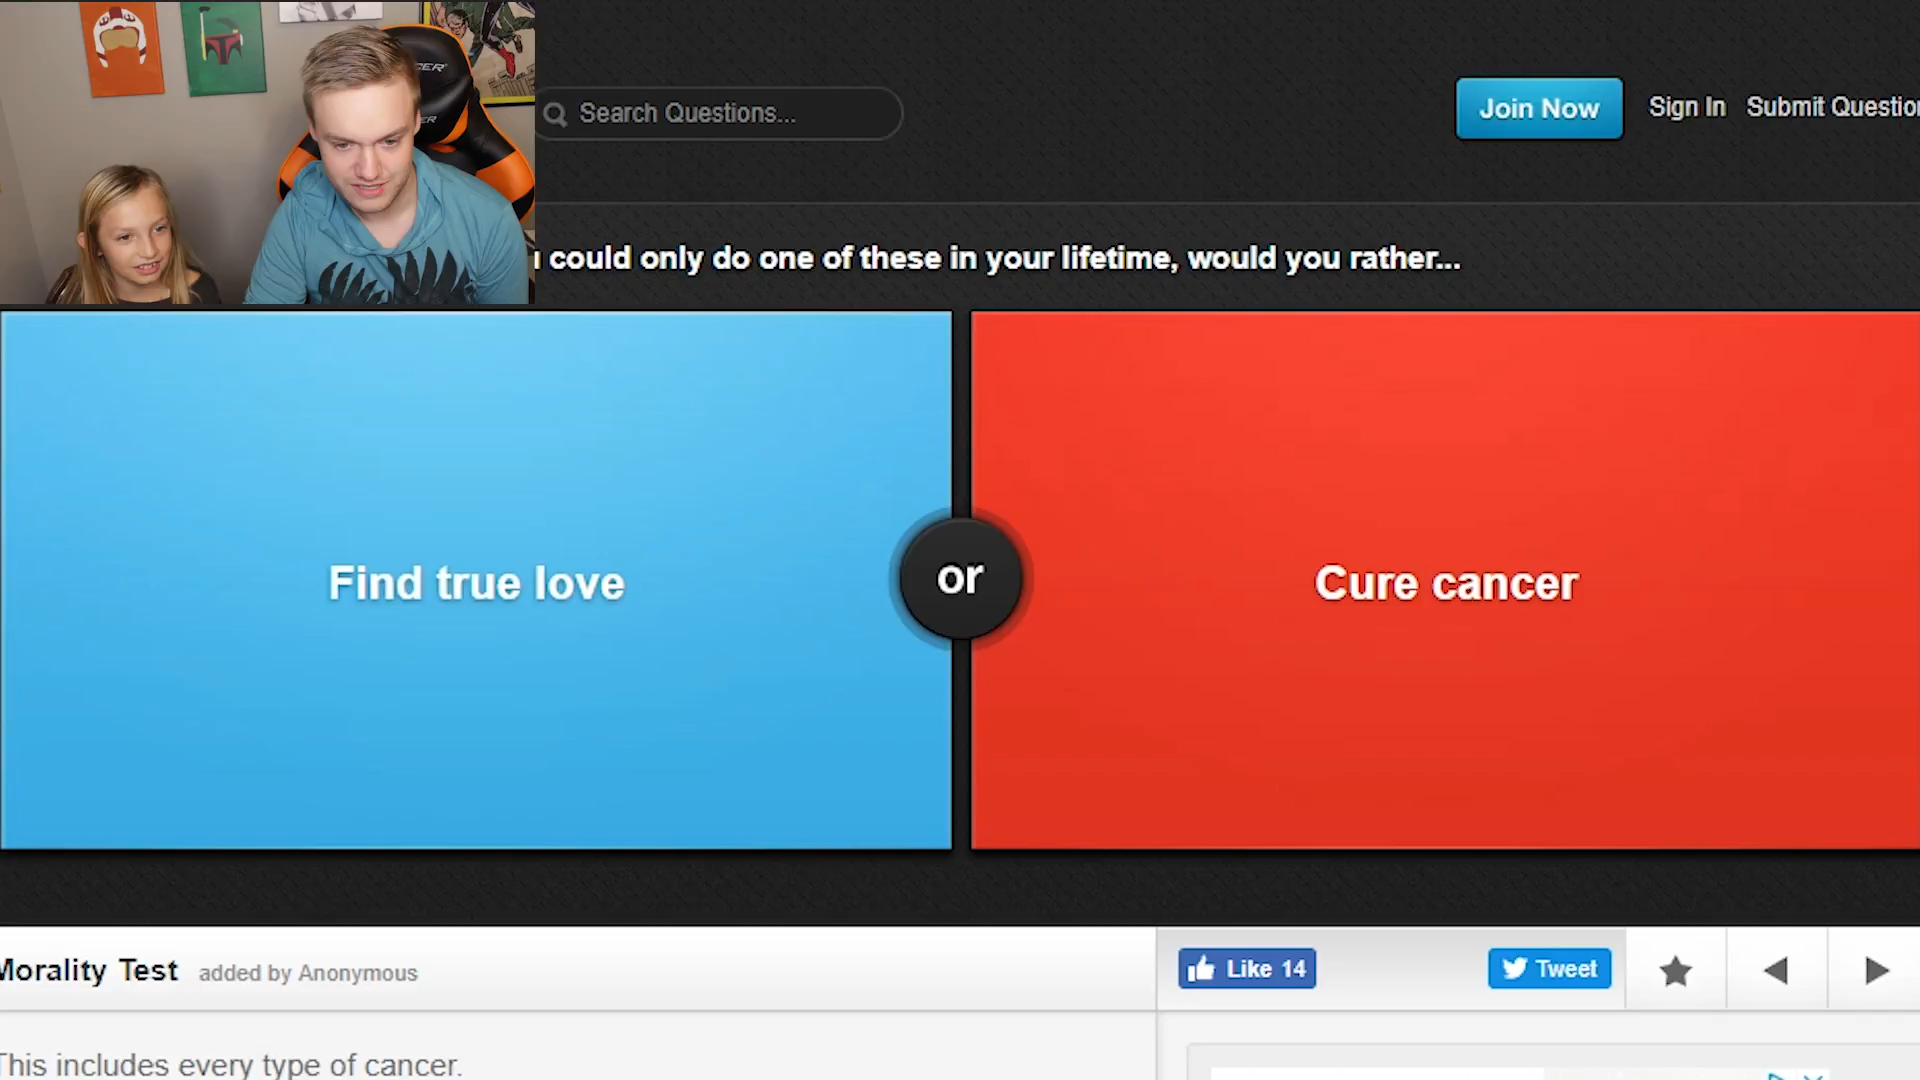 Search Questions...
Join Now
Sign In
Submit Question
could only do one of these in your lifetime, would you rather...
Find true love
or
Cure cancer
Morality Test
added by Anonymous
Like 14
Tweet
This includes every type of cancer.